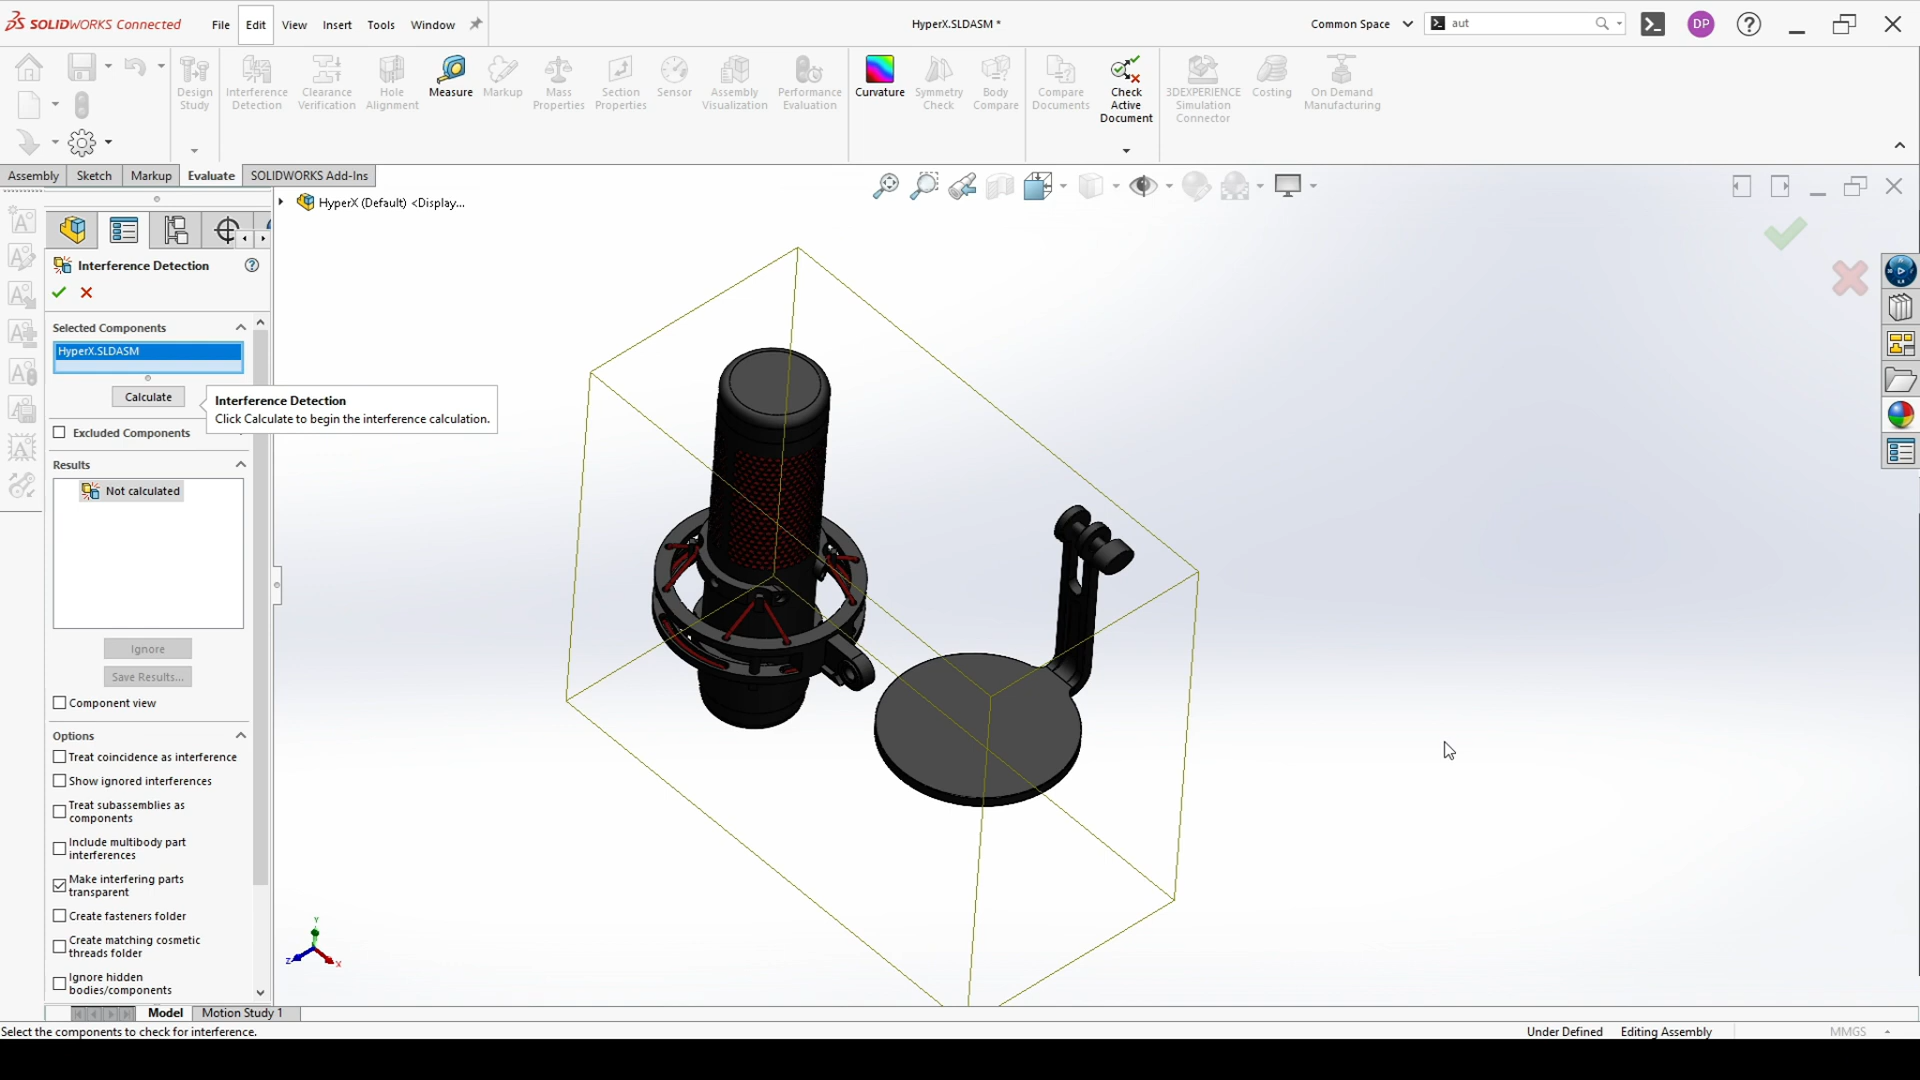 SOLIDWORKS Connected
File Edit View Insert Tools Window
HyperX.SLDASM *
Common Space
aut
DP
Design Study
Interference Detection
Clearance Verification
Hole Alignment
Measure
Markup
Mass Properties
Section Properties
Sensor
Assembly Visualization
Performance Evaluation
Curvature
Symmetry Check
Body Compare
Compare Documents
Check Active Document
3DEXPERIENCE Simulation Connector
Costing
On Demand Manufacturing
Assembly Sketch Markup Evaluate SOLIDWORKS Add-Ins
HyperX (Default) <Display...
Interference Detection
Selected Components
HyperX.SLDASM
Calculate
Interference Detection
Click Calculate to begin the interference calculation.
Excluded Components
Results
Not calculated
Ignore
Save Results...
Component view
Options
Treat coincidence as interference
Show ignored interferences
Treat subassemblies as
components
Include multibody part
interferences
Make interfering parts
transparent
Create fasteners folder
Create matching cosmetic
threads folder
Ignore hidden
bodies/components
Y
Z
X
Model Motion Study 1
Select the components to check for interference.
Under Defined Editing Assembly MMGS